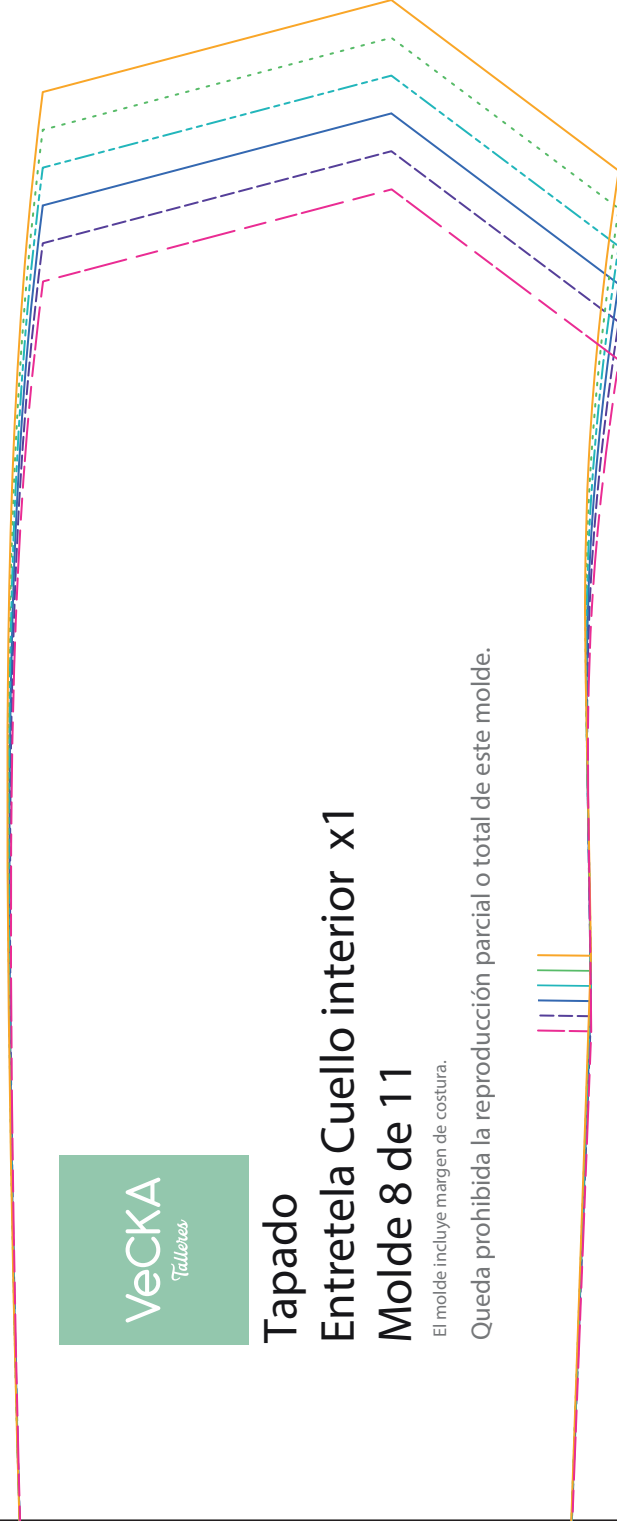 VeCKA
Talleres
Tapado
Entretela Cuello interior x1
Molde 8 de 11
El molde incluye margen de costura.
Queda prohibida la reproducción parcial o total de este molde.